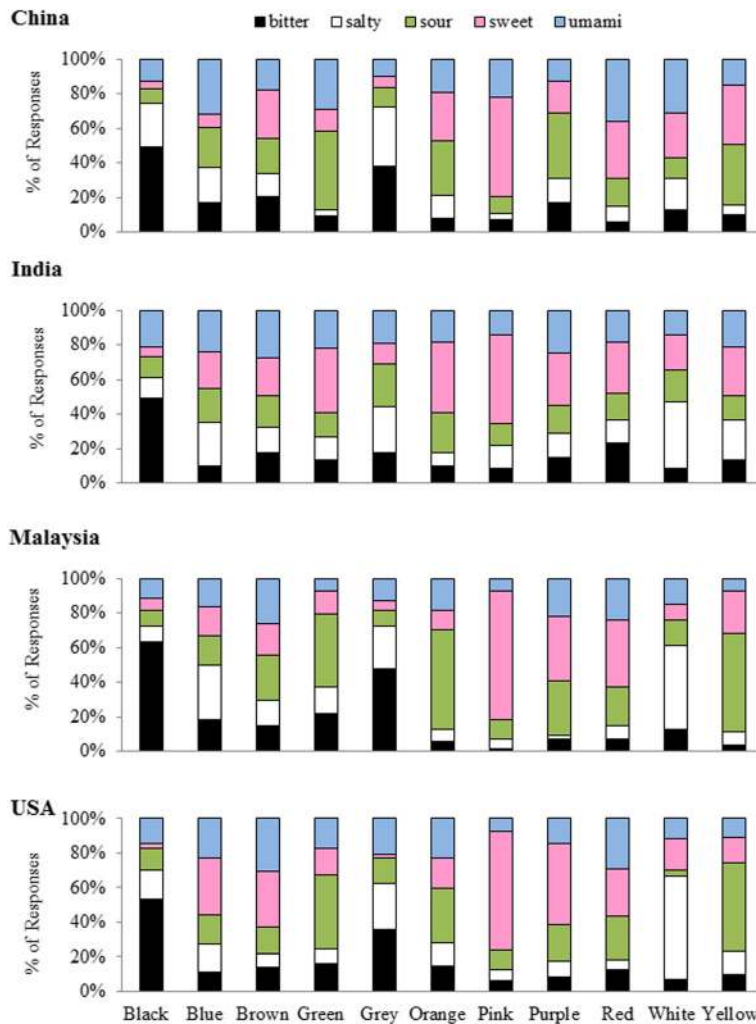 China
bitter salty sour sweet umami
% of Responses
100%
80%
60%
40%
20%
0%
India
% of Responses
100%
80%
60%
40%
20%
0%
Malaysia
% of Responses
100%
80%
60%
40%
20%
0%
USA
% of Responses
100%
80%
60%
40%
20%
0%
Black Blue Brown Green Grey Orange Pink Purple Red White Yellow